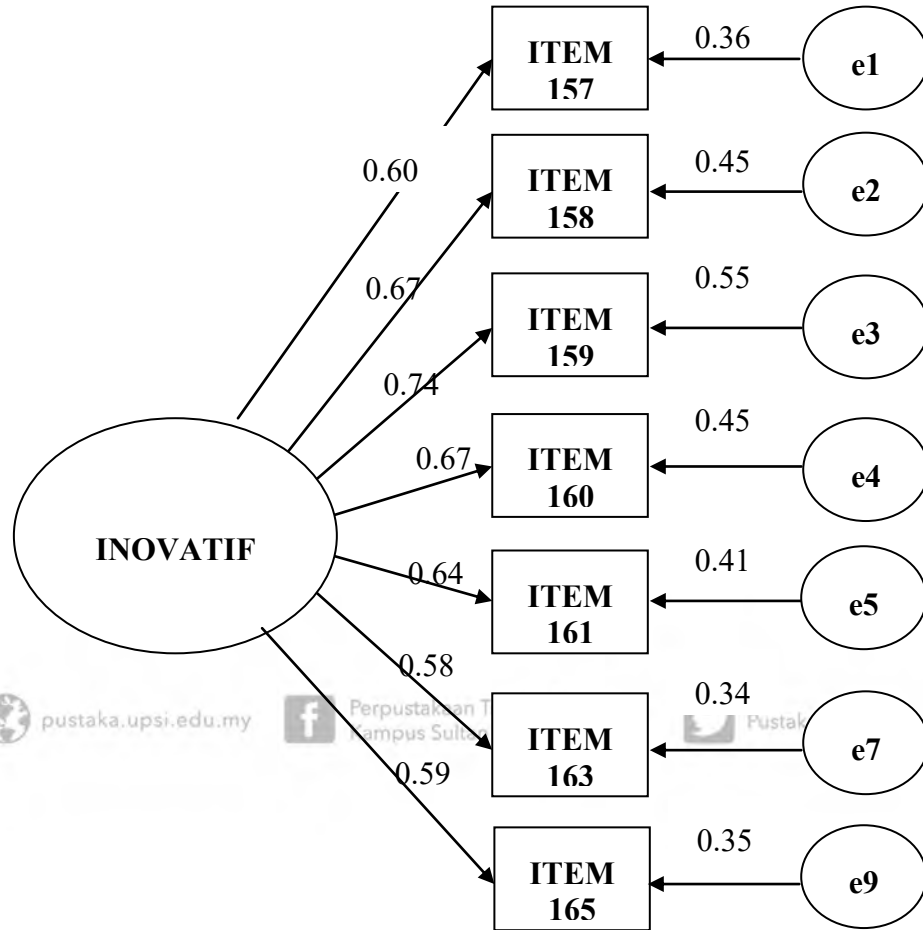 ITEM
157
0.36
e1
0.60
ITEM
158
0.45
e2
0.67
ITEM
159
0.55
e3
0.74
ITEM
160
0.45
e4
0.67
INOVATIF
ITEM
161
0.41
e5
0.64
ITEM
163
0.34
e7
0.58
pustaka.upsi.edu.my
f
Perpustakaan T
Kampus
Pustak
ITEM
165
0.35
e9
0.59